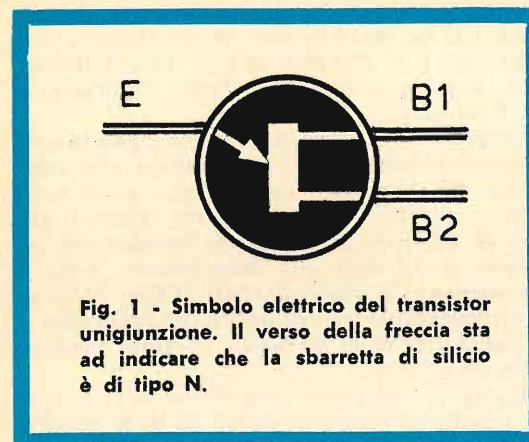 E
B1
B2
Fig. 1 - Simbolo elettrico del transistor
unigiunzione. Il verso della freccia sta
ad indicare che la sbarretta di silicio
è di tipo N.